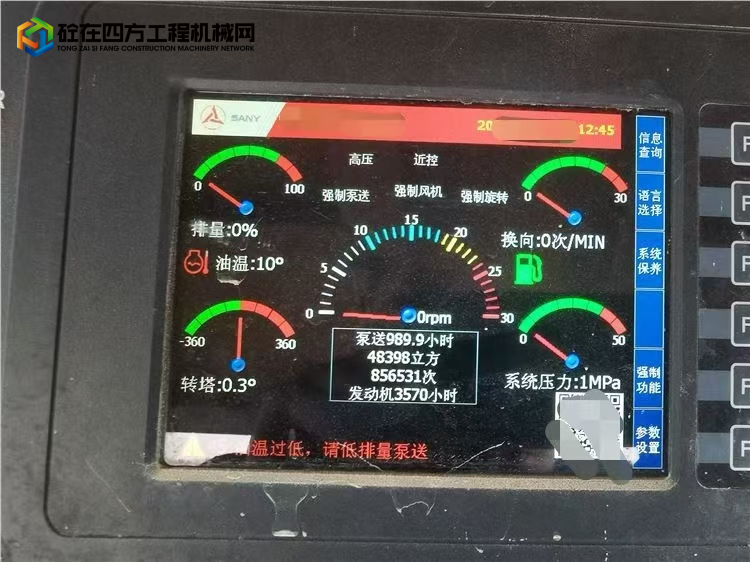 砼在四方工程机械网
TONG ZAI SI FANG CONSTRUCTION MACHINERY NETWORK
SANY
20
12:45
信息查询
高压
近控
0
100
强制泵送
强制风机
强制旋转
0
30
语言选择
排量:0%
换向:0次/MIN
油温:10°
系统保养
0
5
10
15
20
25
30
0rpm
-360
360
转塔:0.3°
泵送989.9小时
48398立方
856531次
发动机3570小时
0
50
系统压力:1MPa
强制功能
温过低，请低排量泵送
参数设置
R
F
F
F
F
F
F